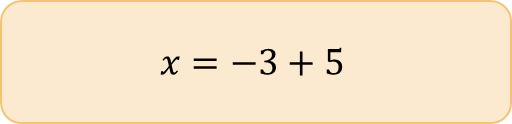 x = −3 + 5